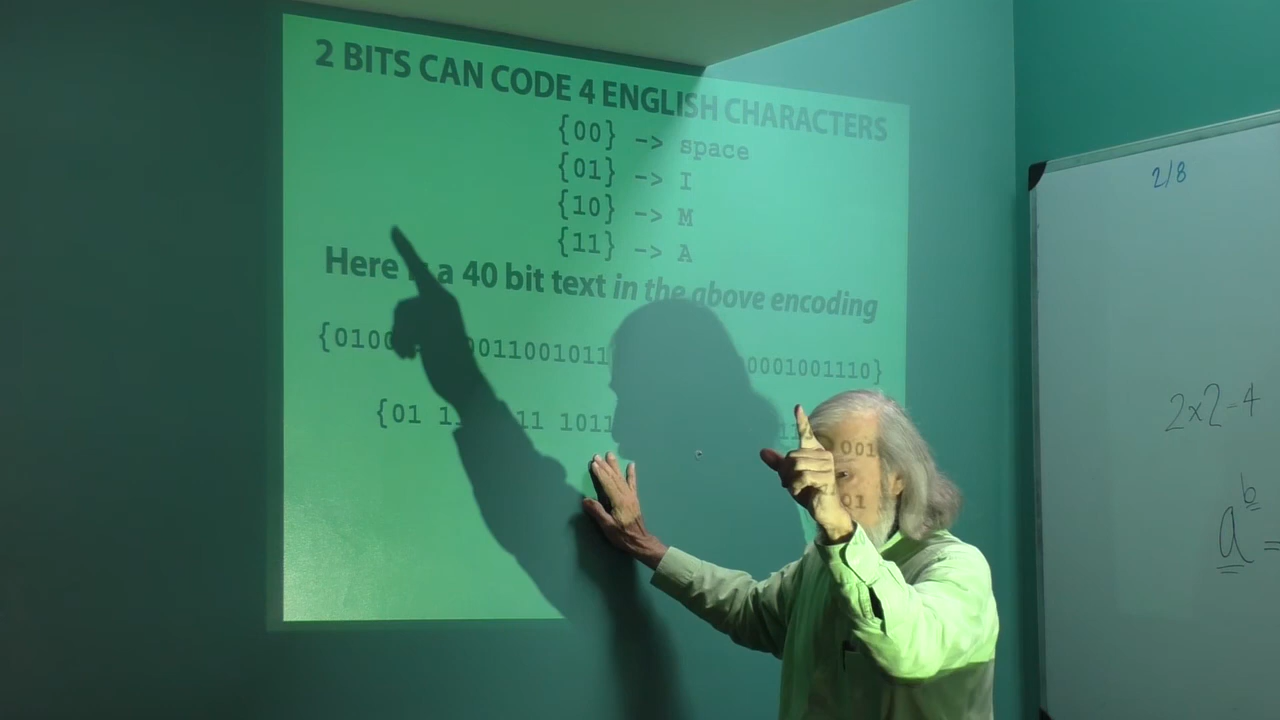 2 BITS CAN CODE 4 ENGLISH CHARACTERS
{00} -> space
{01} -> I
{10} -> M
{11} -> A
Here a 40 bit text in the above encoding
{0100 0011001011 0001001110}
{01 11 1011
001
01
2/8
2x2=4
a^b =